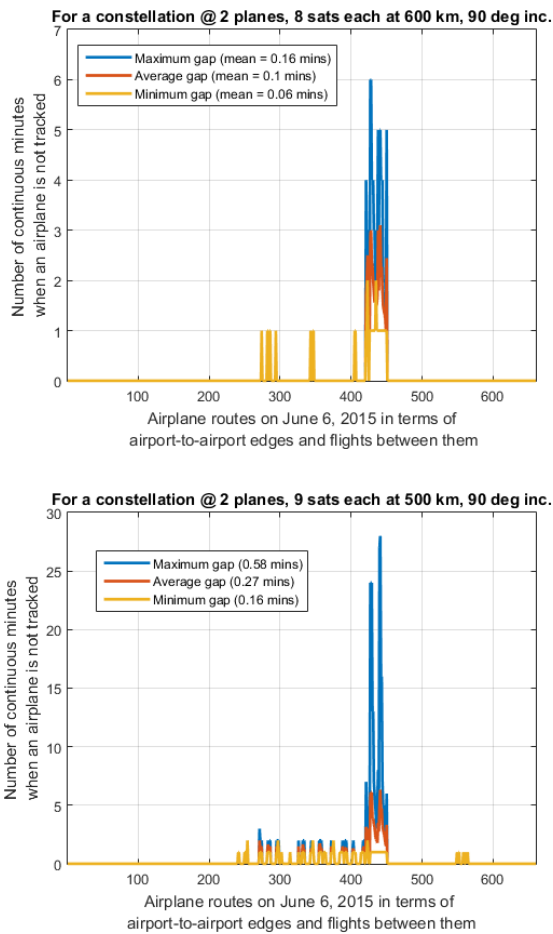 For a constellation @ 2 planes, 8 sats each at 600 km, 90 deg inc.
7
6
5
4
3
2
1
0
Number of continuous minutes
when an airplane is not tracked
Maximum gap (mean = 0.16 mins)
Average gap (mean = 0.1 mins)
Minimum gap (mean = 0.06 mins)
100 200 300 400 500 600
Airplane routes on June 6, 2015 in terms of
airport-to-airport edges and flights between them
For a constellation @ 2 planes, 9 sats each at 500 km, 90 deg inc.
30
25
20
15
10
5
0
Number of continuous minutes
when an airplane is not tracked
Maximum gap (0.58 mins)
Average gap (0.27 mins)
Minimum gap (0.16 mins)
100 200 300 400 500 600
Airplane routes on June 6, 2015 in terms of
airport-to-airport edges and flights between them